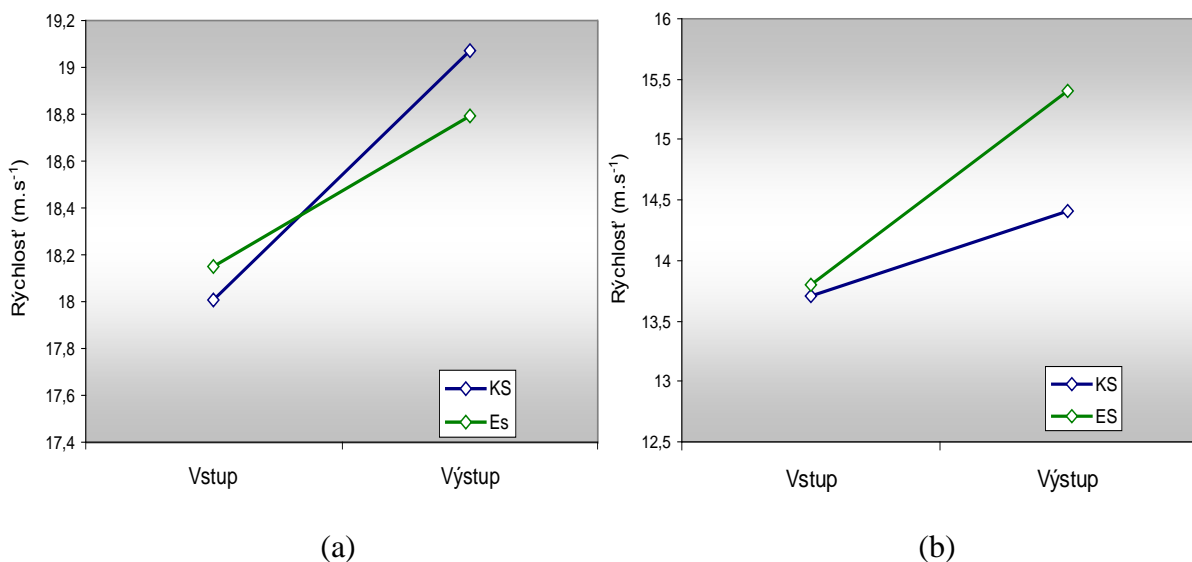 19,2
19
18,8
18,6
18,4
18,2
18
17,8
17,6
17,4
Rýchlosť (m.s⁻¹)
KS
Es
Vstup
Výstup
(a)
16
15,5
15
14,5
14
13,5
13
12,5
Rýchlosť (m.s⁻¹)
KS
ES
Vstup
Výstup
(b)